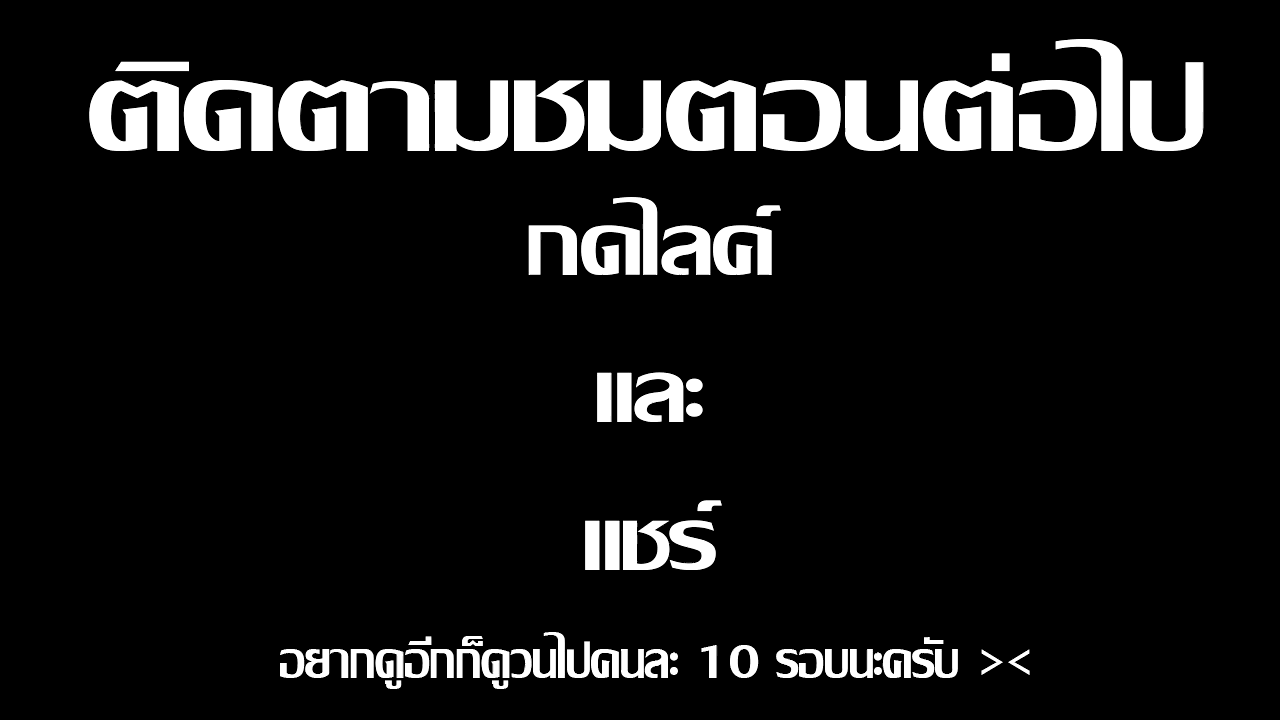 ติดตามชมตอนต่อไป
กดไลค์
และ
แชร์
อยากดูอีกก็ดูวนไปคนละ 10 รอบนะครับ ><